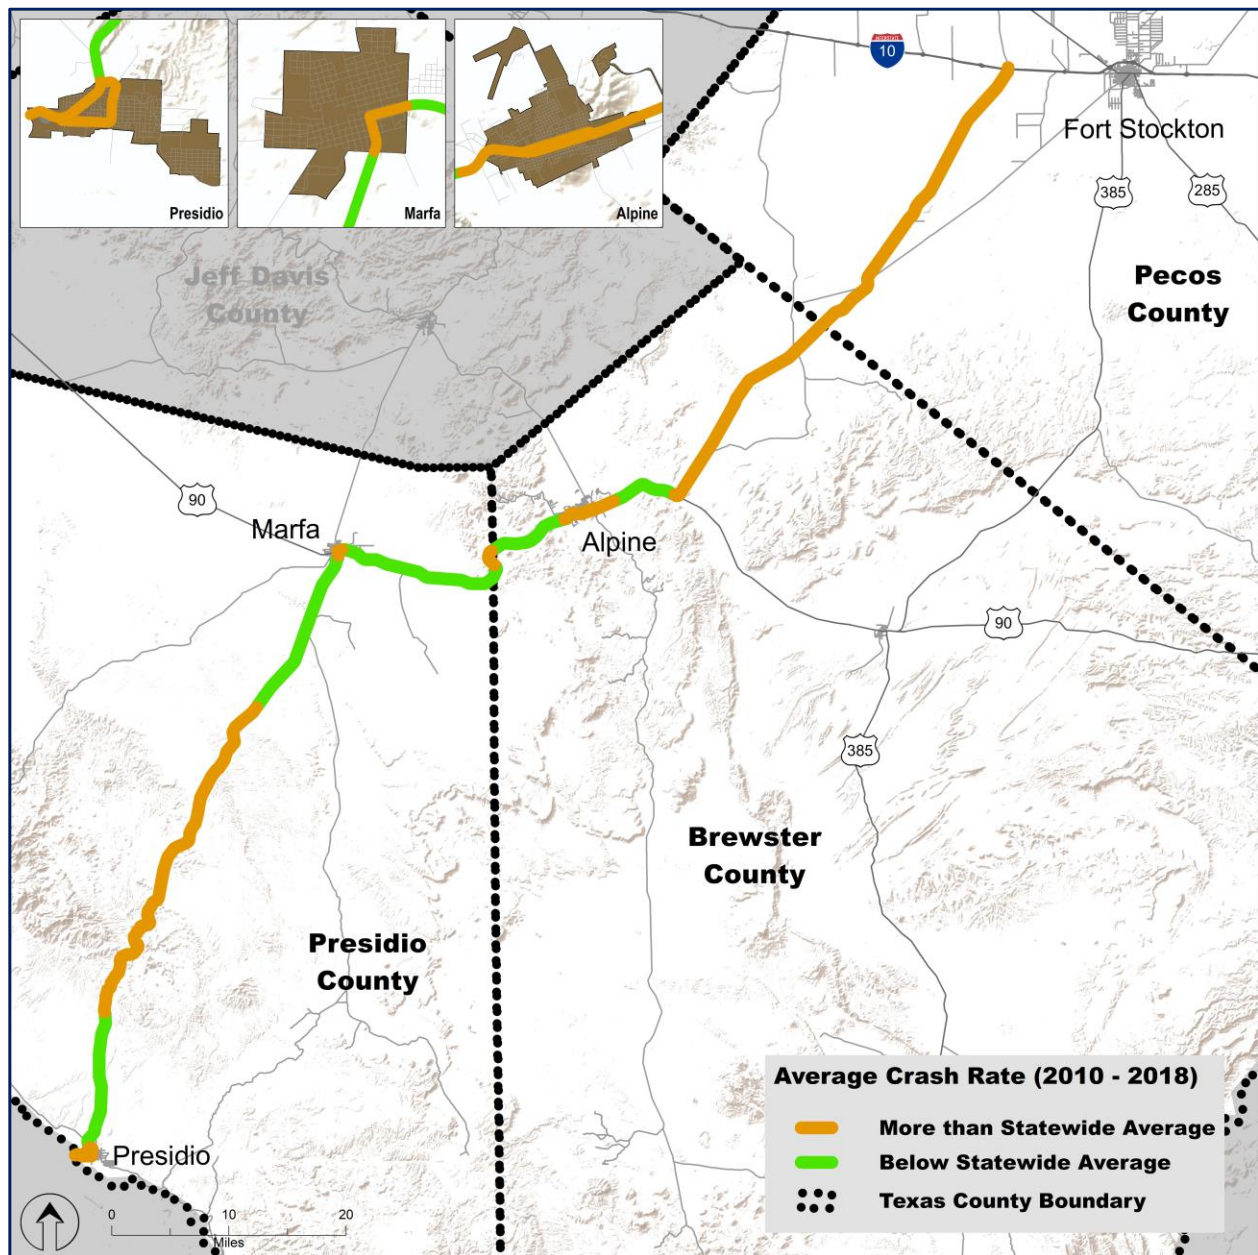 Presidio
Marfa
Alpine
INTERSTATE
10
Fort Stockton
385
285
Jeff Davis
County
Pecos
County
90
Marfa
Alpine
90
385
Brewster
County
Presidio
County
Presidio
Average Crash Rate (2010 - 2018)
More than Statewide Average
Below Statewide Average
Texas County Boundary
0
10
20
Miles